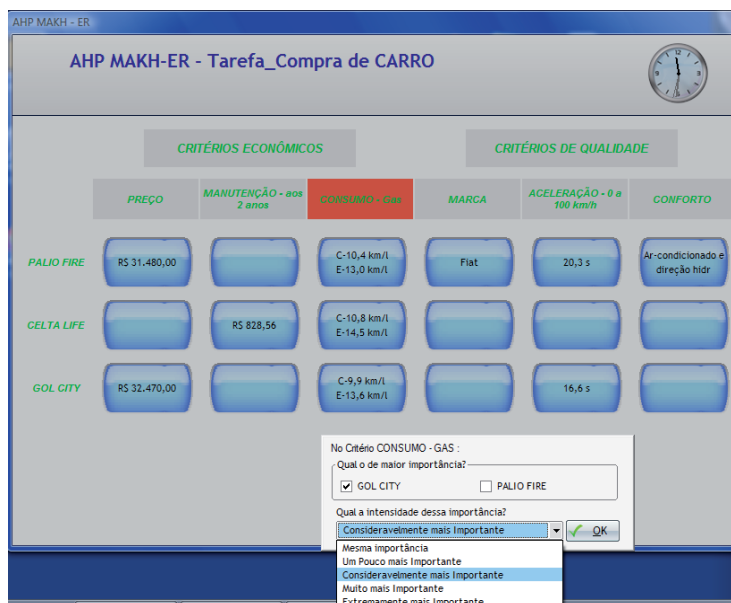 AHP MAKH - ER
AHP MAKH-ER - Tarefa_Compra de CARRO
CRITÉRIOS ECONÔMICOS
CRITÉRIOS DE QUALIDADE
PREÇO
MANUTENÇÃO - aos
2 anos
CONSUMO - Gas
MARCA
ACELERAÇÃO - 0 a
100 km/h
CONFORTO
PALIO FIRE
R$ 31.480,00
C-10,4 km/l
E-13,0 km/l
Fiat
20,3 s
Ar-condicionado e
direção hidr
CELTA LIFE
R$ 828,56
C-10,8 km/l
E-14,5 km/l
GOL CITY
R$ 32.470,00
C-9,9 km/l
E-13,6 km/l
16,6 s
No Critério CONSUMO - GAS :
Qual o de maior importância?
GOL CITY
PALIO FIRE
Qual a intensidade dessa importância?
Consideravelmente mais Importante
OK
Mesma importância
Um Pouco mais Importante
Consideravelmente mais Importante
Muito mais Importante
Extremamente mais Importante